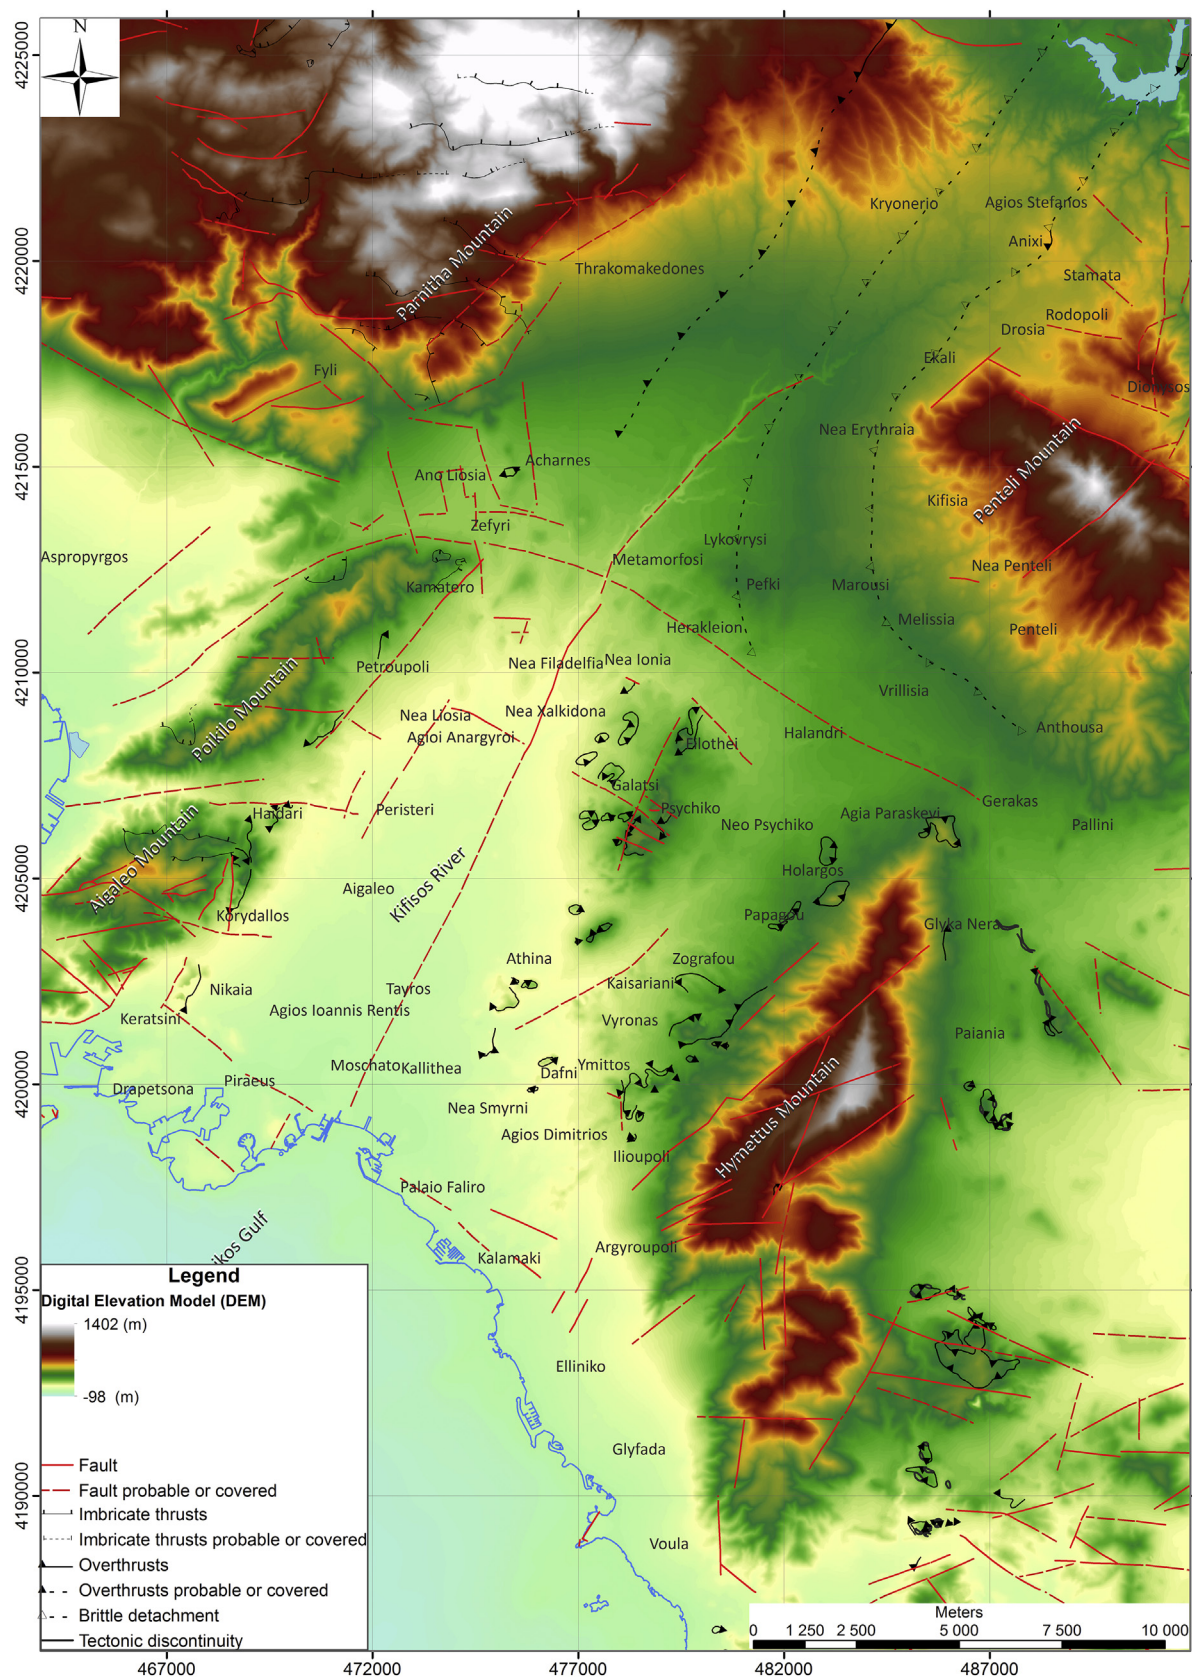 N
4225000
4220000
4215000
4210000
4205000
4200000
4195000
4190000
Kryonerio
Agios Stefanos
Anixi
Parnitha Mountain
Thrakomakedones
Stamata
Rodopoli
Drosia
Ekali
Dionysos
Fyli
Nea Erythraia
Penteli Mountain
Acharnes
Ano Liosia
Kifisia
Zefyri
Lykovrysi
Aspropyrgos
Metamorfosi
Nea Penteli
Kamatero
Pefki
Marousi
Melissia
Herakleion
Penteli
Petroupoli
Nea Filadelfia
Nea Ionia
Poikilo Mountain
Vrillisia
Nea Liosia
Nea Xalkidona
Agioi Anargyroi
Filothei
Halandri
Anthousa
Galatsi
Gerakas
Haidari
Peristeri
Psychiko
Neo Psychiko
Agia Paraskevi
Pallini
Aigaleo Mountain
Kifisos River
Holargos
Aigaleo
Korydallos
Papagou
Glyka Nera
Athina
Zografou
Nikaia
Tayros
Kaisariani
Keratsini
Agios Ioannis Rentis
Vyronas
Paiania
Moschato
Kallithea
Dafni
Ymittos
Drapetsona
Piraeus
Nea Smyrni
Hymettus Mountain
Agios Dimitrios
Ilioupoli
Palaio Faliro
ikos Gulf
Kalamaki
Argyroupoli
Elliniko
Glyfada
Voula
Legend
Digital Elevation Model (DEM)
1402 (m)
-98 (m)
Fault
Fault probable or covered
Imbricate thrusts
Imbricate thrusts probable or covered
Overthrusts
Overthrusts probable or covered
Brittle detachment
Tectonic discontinuity
Meters
0 1 250 2 500 5 000 7 500 10 000
467000 472000 477000 482000 487000